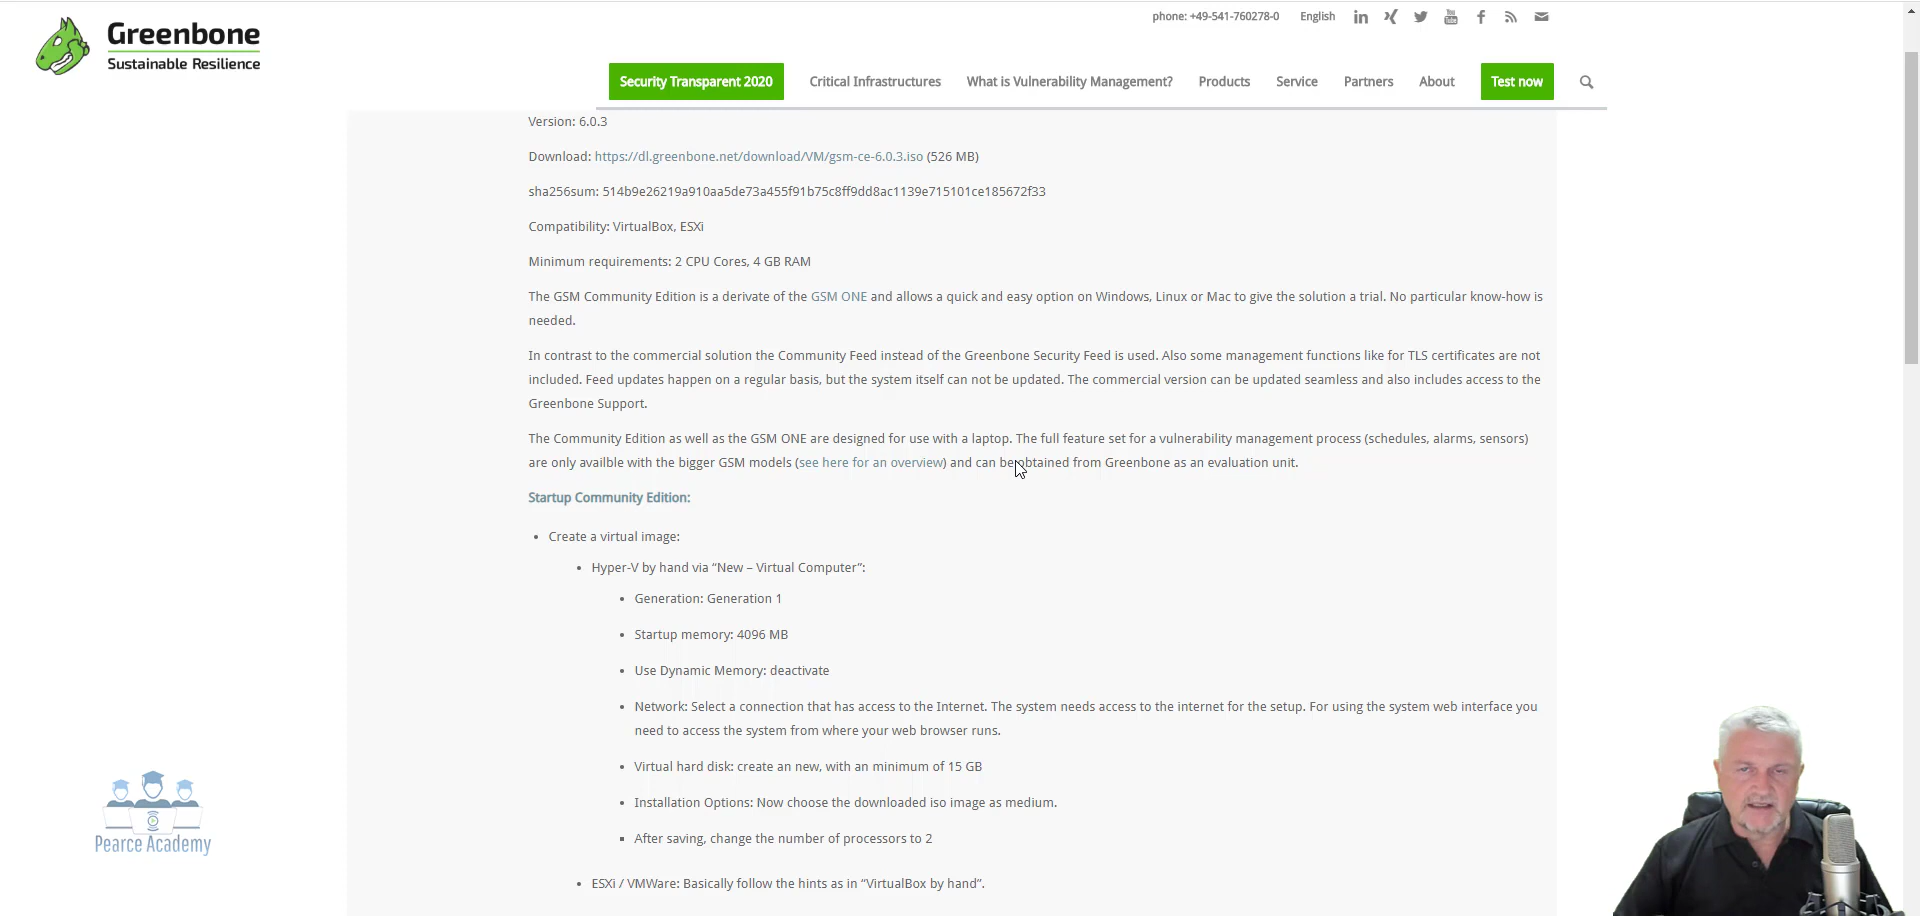 phone: +49-541-760278-0 English
Greenbone
Sustainable Resilience
Security Transparent 2020 Critical Infrastructures What is Vulnerability Management? Products Service Partners About Test now
Version: 6.0.3
Download: https://dl.greenbone.net/download/VM/gsm-ce-6.0.3.iso (526 MB)
sha256sum: 514b9e26219a910aa5de73a455f91b75c8ff9dd8ac1139e715101ce185672f33
Compatibility: VirtualBox, ESXi
Minimum requirements: 2 CPU Cores, 4 GB RAM
The GSM Community Edition is a derivate of the GSM ONE and allows a quick and easy option on Windows, Linux or Mac to give the solution a trial. No particular know-how is
needed.
In contrast to the commercial solution the Community Feed instead of the Greenbone Security Feed is used. Also some management functions like for TLS certificates are not
included. Feed updates happen on a regular basis, but the system itself can not be updated. The commercial version can be updated seamless and also includes access to the
Greenbone Support.
The Community Edition as well as the GSM ONE are designed for use with a laptop. The full feature set for a vulnerability management process (schedules, alarms, sensors)
are only availble with the bigger GSM models (see here for an overview) and can be obtained from Greenbone as an evaluation unit.
Startup Community Edition:
• Create a virtual image:
• Hyper-V by hand via “New – Virtual Computer”:
• Generation: Generation 1
• Startup memory: 4096 MB
• Use Dynamic Memory: deactivate
• Network: Select a connection that has access to the Internet. The system needs access to the internet for the setup. For using the system web interface you
need to access the system from where your web browser runs.
• Virtual hard disk: create an new, with an minimum of 15 GB
• Installation Options: Now choose the downloaded iso image as medium.
• After saving, change the number of processors to 2
• ESXi / VMWare: Basically follow the hints as in “VirtualBox by hand”.
Pearce Academy